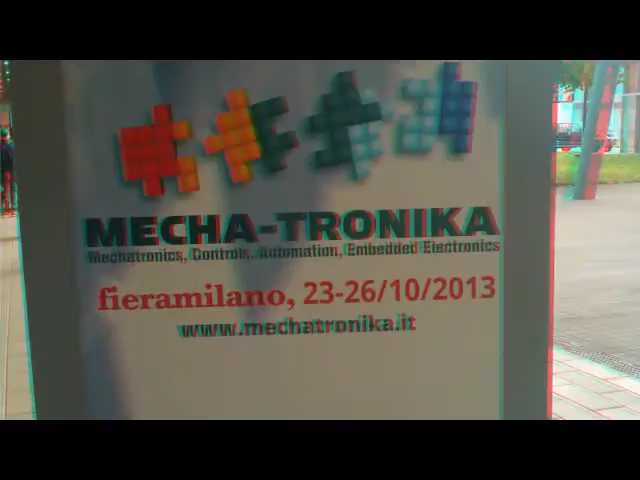 MECHA-TRONIKA
Mechatronics, Controls, Automation, Embedded Electronics
fieramilano, 23-26/10/2013
www.mechatronika.it